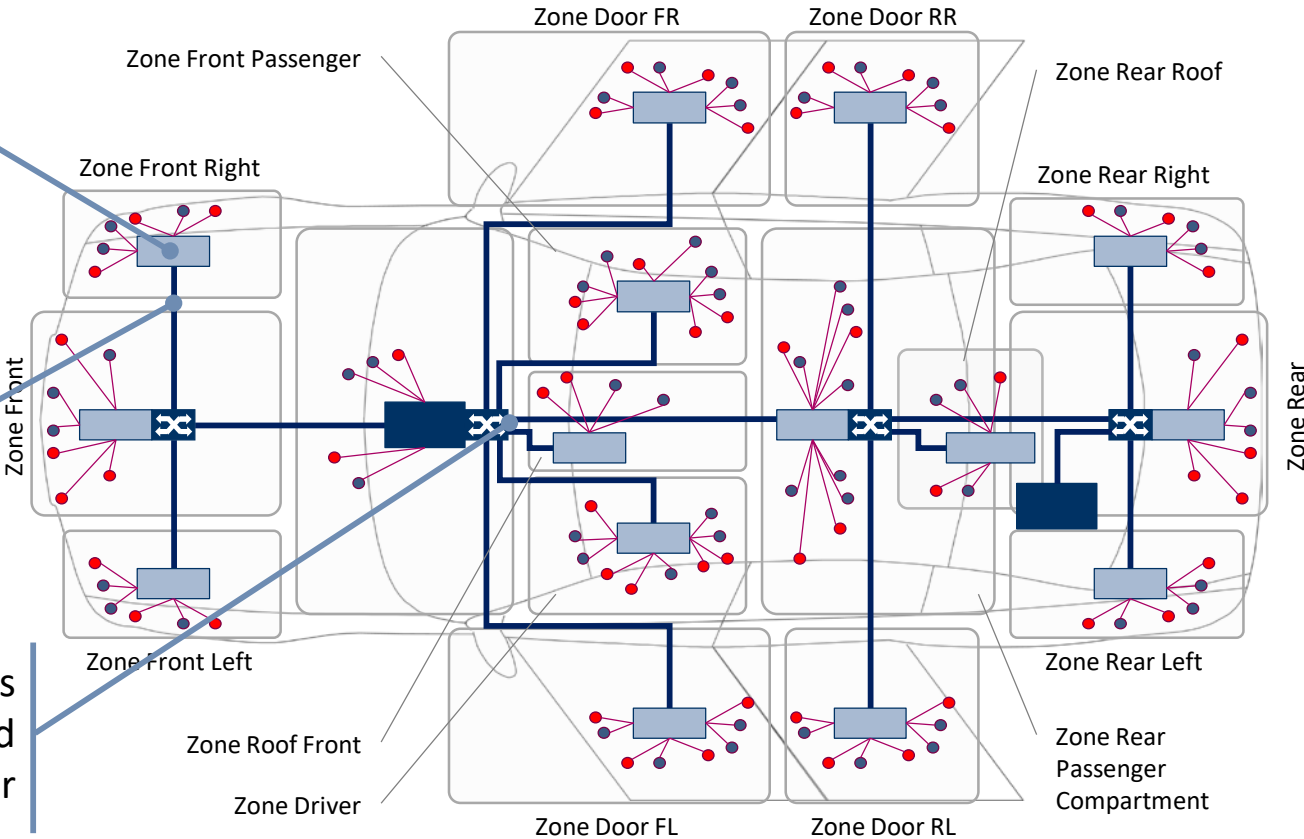 Zone Door FR
Zone Door RR
Zone Front Passenger
Zone Rear Roof
Zone Front Right
Zone Rear Right
Zone Front
Zone Rear
Zone Front Left
Zone Rear Left
s
d
r
Zone Roof Front
Zone Driver
Zone Rear
Passenger
Compartment
Zone Door FL
Zone Door RL